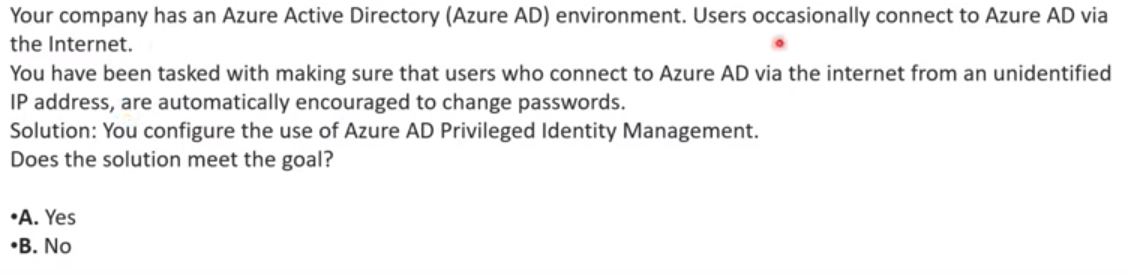 Your company has an Azure Active Directory (Azure AD) environment. Users occasionally connect to Azure AD via
the Internet.
You have been tasked with making sure that users who connect to Azure AD via the internet from an unidentified
IP address, are automatically encouraged to change passwords.
Solution: You configure the use of Azure AD Privileged Identity Management.
Does the solution meet the goal?
•A. Yes
•B. No